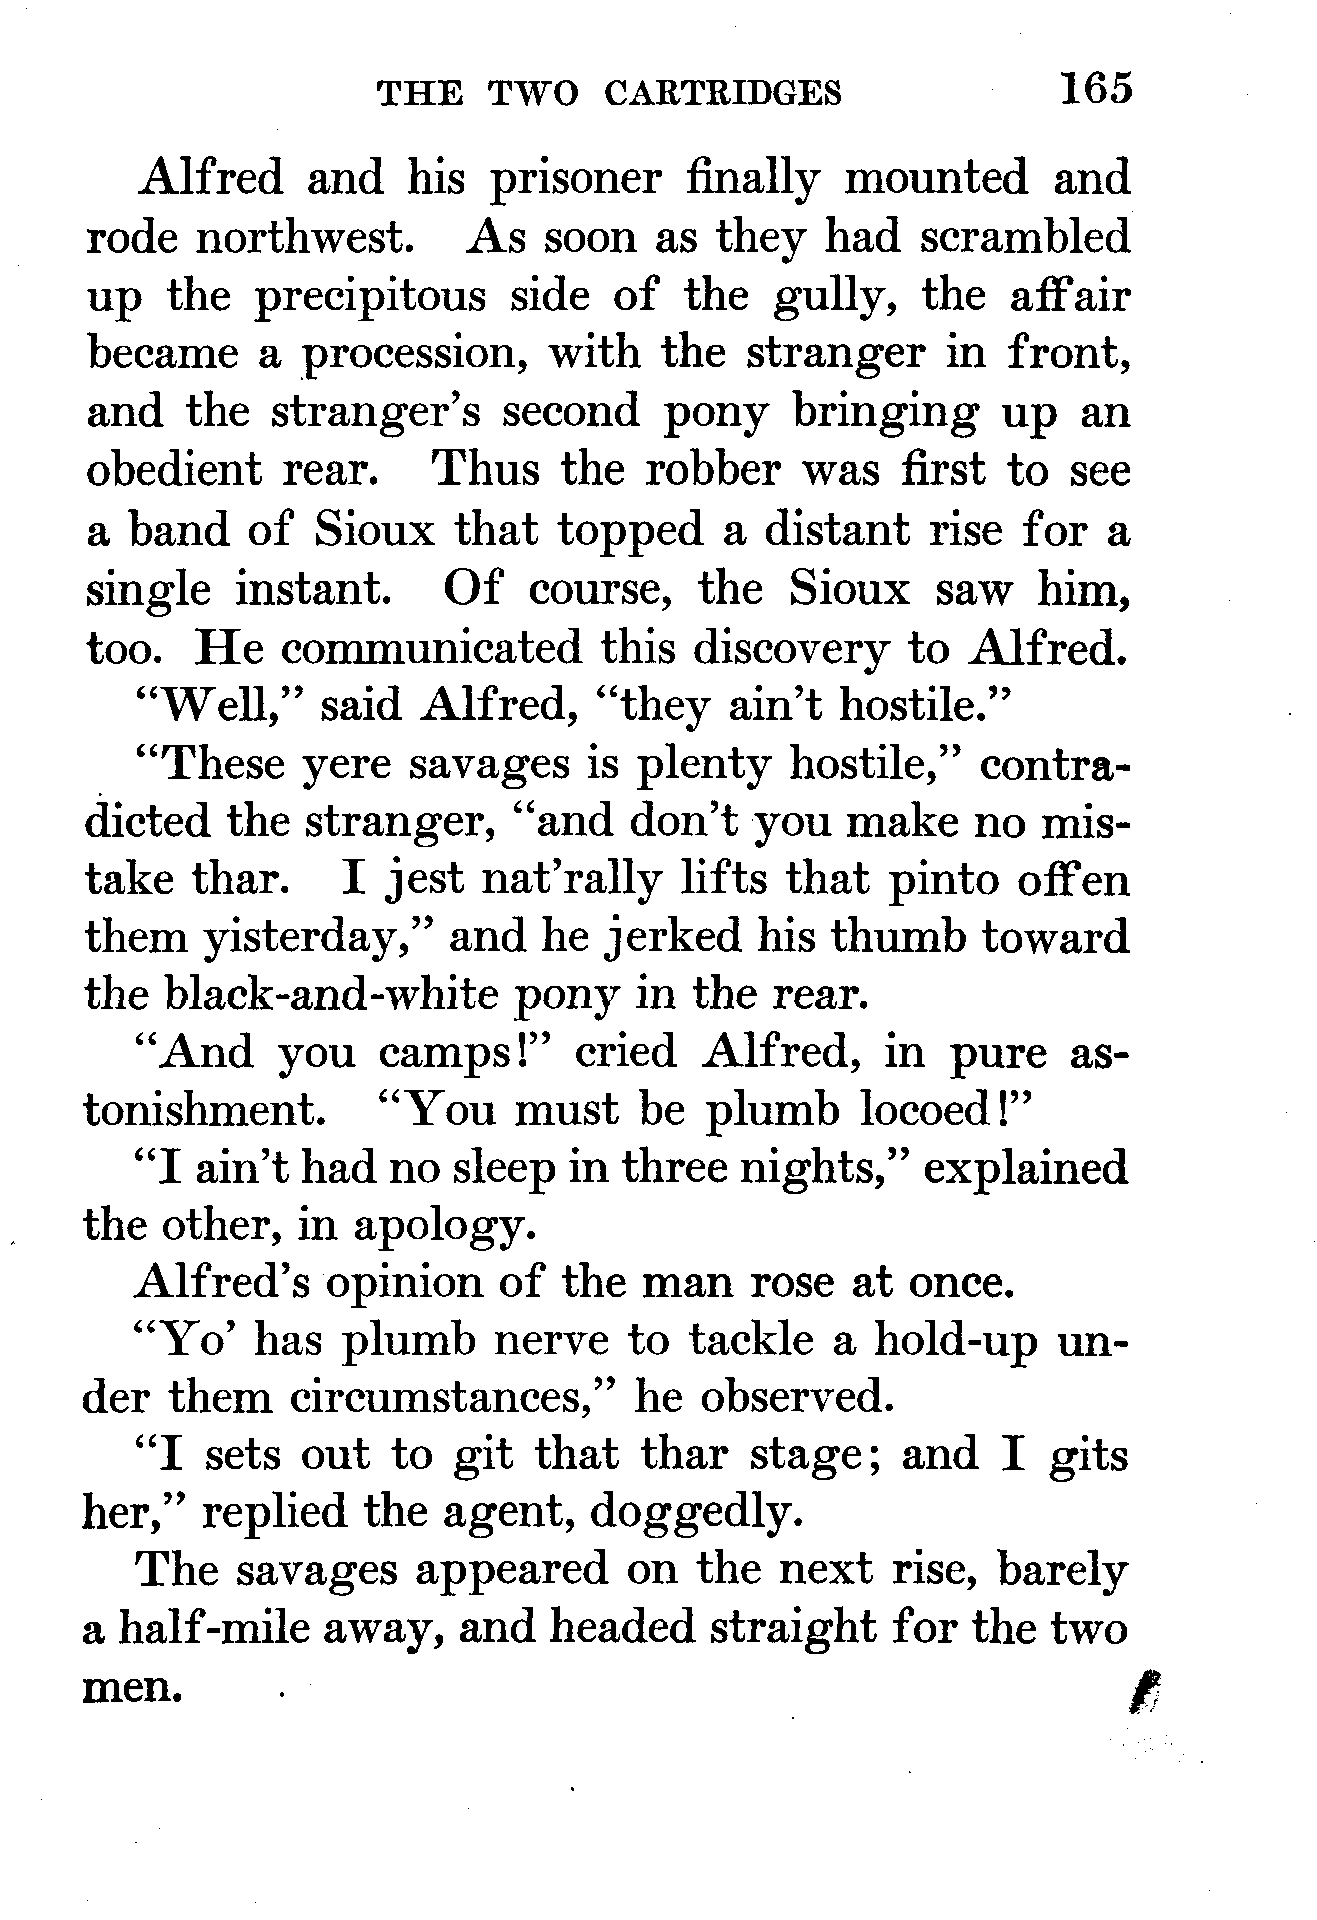 THE TWO CARTRIDGES 165
Alfred and his prisoner finally mounted and
rode northwest. As soon as they had scrambled
up the precipitous side of the gully, the affair
became a procession, with the stranger in front,
and the stranger's second pony bringing up an
obedient rear. Thus the robber was first to see
a band of Sioux that topped a distant rise for a
single instant. Of course, the Sioux saw him,
too. He communicated this discovery to Alfred.
"Well," said Alfred, "they ain't hostile."
"These yere savages is plenty hostile," contra-
dicted the stranger, "and don't you make no mis-
take thar. I jest nat'rally lifts that pinto offen
them yisterday," and he jerked his thumb toward
the black-and-white pony in the rear.
"And you camps!" cried Alfred, in pure as-
tonishment. "You must be plumb locoed!"
"I ain't had no sleep in three nights," explained
the other, in apology.
Alfred's opinion of the man rose at once.
"Yo' has plumb nerve to tackle a hold-up un-
der them circumstances," he observed.
"I sets out to git that thar stage; and I gits
her," replied the agent, doggedly.
The savages appeared on the next rise, barely
a half-mile away, and headed straight for the two
men.